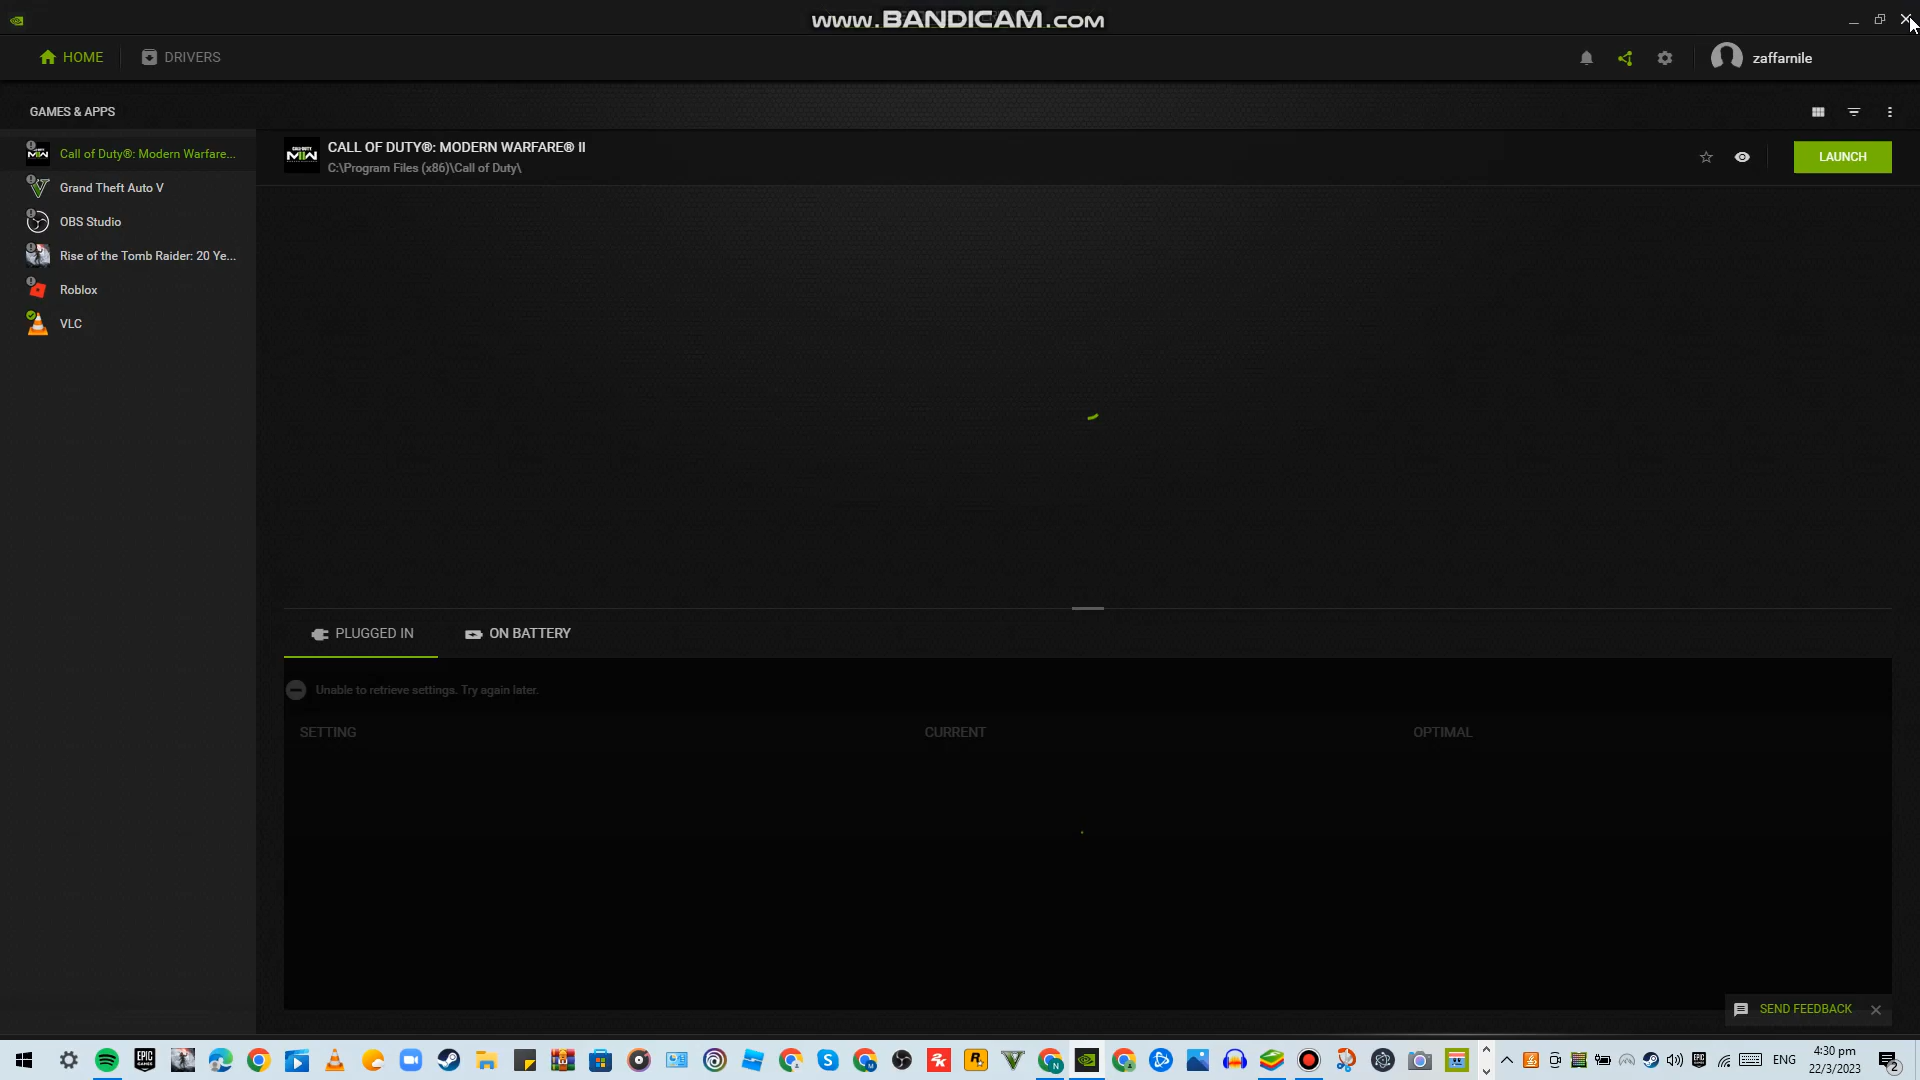 www.BANDICAM.com
HOME
DRIVERS
zaffarnile
GAMES & APPS
Call of Duty®: Modern Warfare...
Grand Theft Auto V
OBS Studio
Rise of the Tomb Raider: 20 Ye...
Roblox
VLC
CALL OF DUTY®: MODERN WARFARE® II
C:\Program Files (x86)\Call of Duty\
LAUNCH
PLUGGED IN
ON BATTERY
Unable to retrieve settings. Try again later.
SETTING
CURRENT
OPTIMAL
SEND FEEDBACK
ENG
4:30 pm
22/3/2023
2